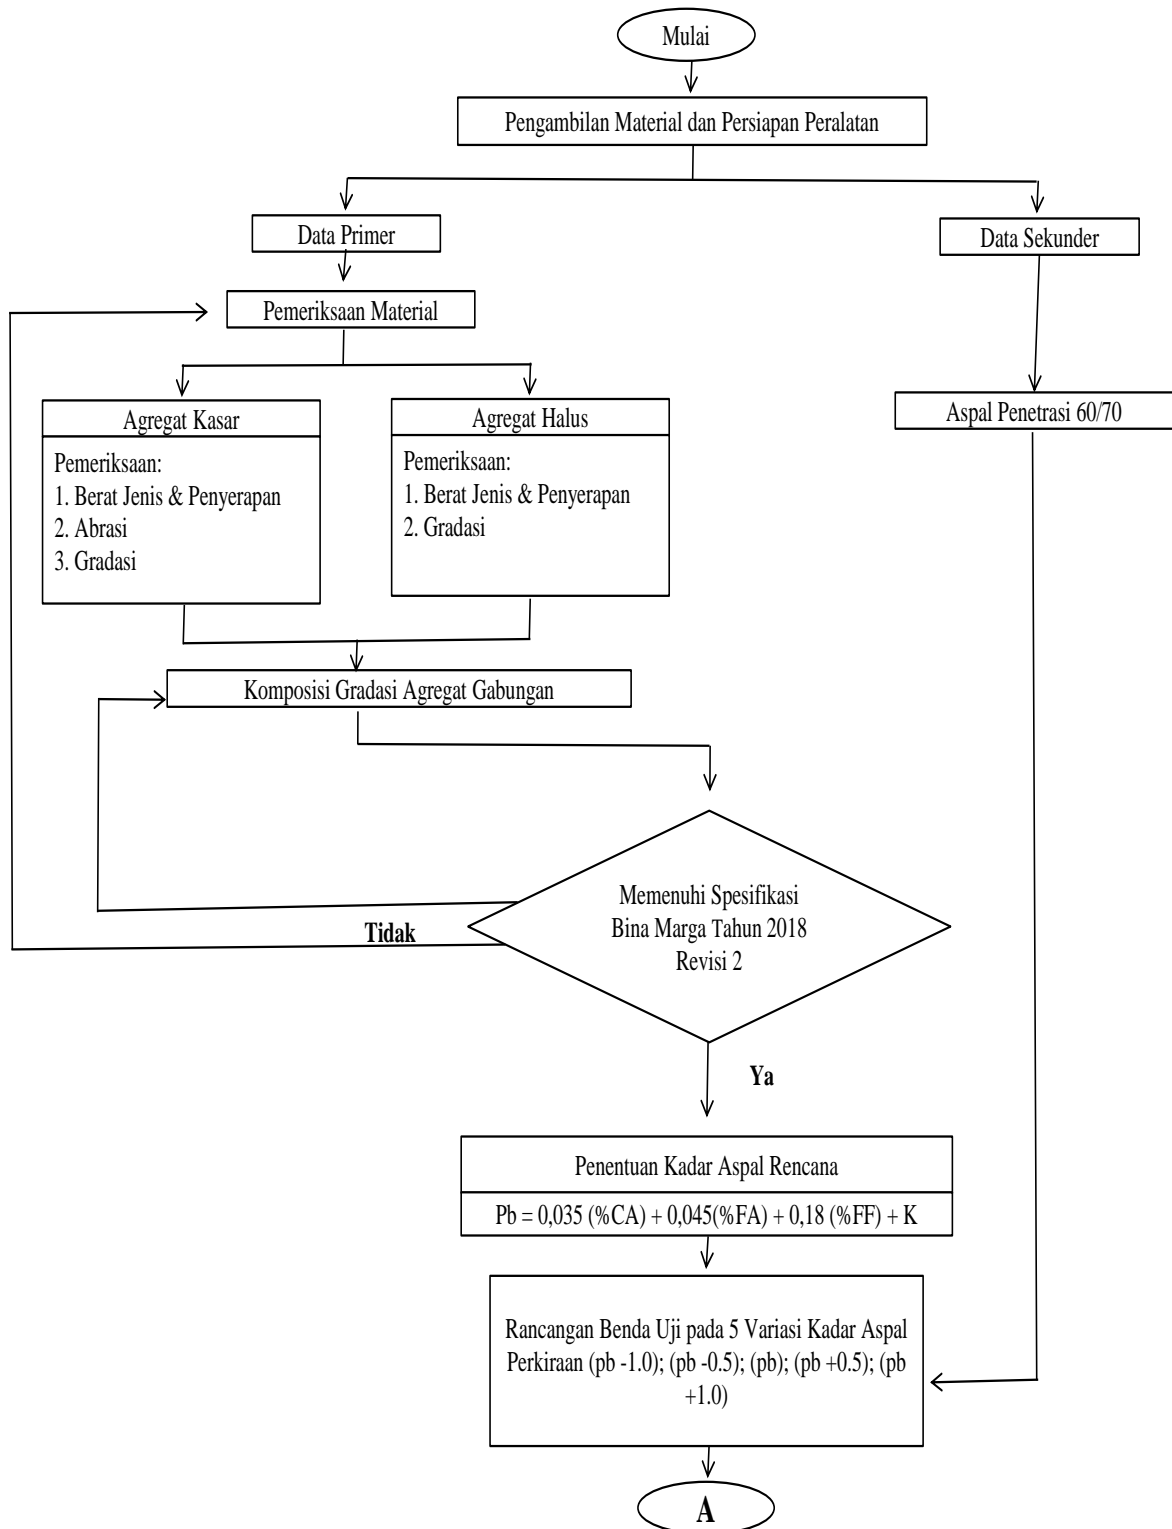 Mulai
Pengambilan Material dan Persiapan Peralatan
Data Primer
Data Sekunder
Pemeriksaan Material
Aspal Penetrasi 60/70
Agregat Kasar
Pemeriksaan:
1. Berat Jenis & Penyerapan
2. Abrasi
3. Gradasi
Agregat Halus
Pemeriksaan:
1. Berat Jenis & Penyerapan
2. Gradasi
Komposisi Gradasi Agregat Gabungan
Memenuhi Spesifikasi
Bina Marga Tahun 2018
Revisi 2
Tidak
Ya
Penentuan Kadar Aspal Rencana
Pb = 0,035 (%CA) + 0,045(%FA) + 0,18 (%FF) + K
Rancangan Benda Uji pada 5 Variasi Kadar Aspal
Perkiraan (pb -1.0); (pb -0.5); (pb); (pb +0.5); (pb
+1.0)
A